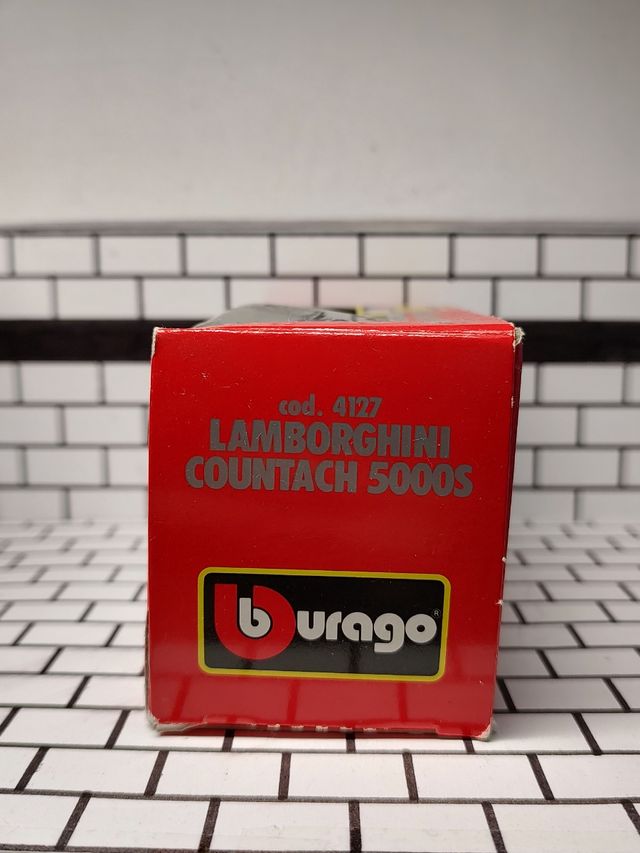 cod. 4127
LAMBORGHINI
COUNTACH 5000S
burago®